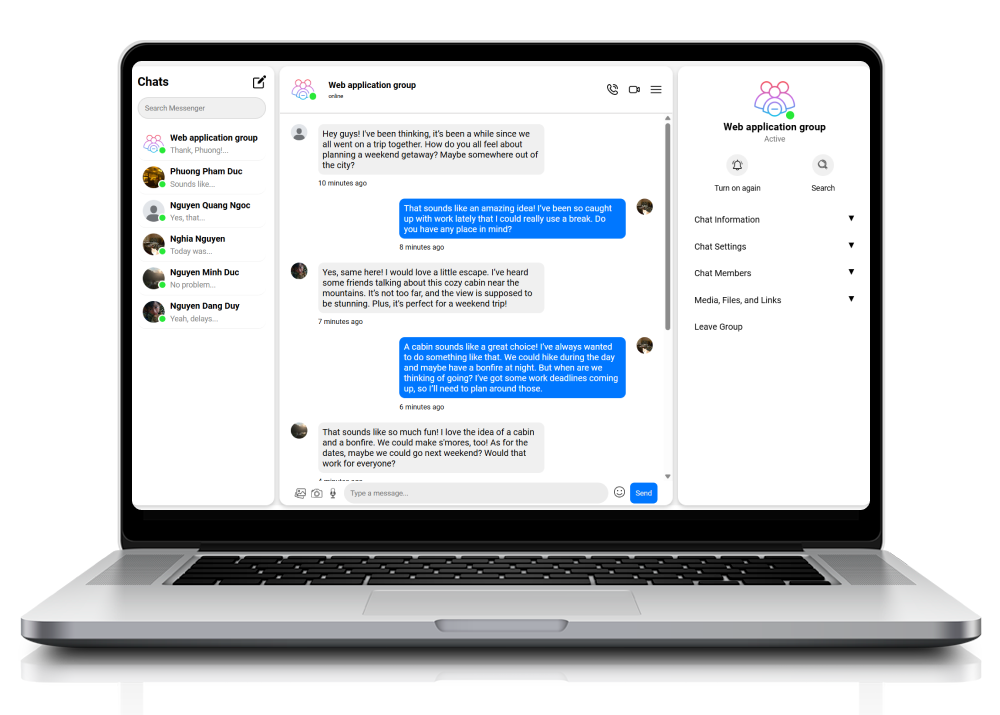 Chats
Search Messenger
Web application group
Thank, Phuong!...
Phuong Pham Duc
Sounds like...
Nguyen Quang Ngoc
Yes, that...
Nghia Nguyen
Today was...
Nguyen Minh Duc
No problem...
Nguyen Dang Duy
Yeah, delays...
Web application group
online
Hey guys! I've been thinking, it's been a while since we
all went on a trip together. How do you all feel about
planning a weekend getaway? Maybe somewhere out of
the city?
10 minutes ago
That sounds like an amazing idea! I've been so caught
up with work lately that I could really use a break. Do
you have any place in mind?
8 minutes ago
Yes, same here! I would love a little escape. I've heard
some friends talking about this cozy cabin near the
mountains. It's not too far, and the view is supposed to
be stunning. Plus, it's perfect for a weekend trip!
7 minutes ago
A cabin sounds like a great choice! I've always wanted
to do something like that. We could hike during the day
and maybe have a bonfire at night. But when are we
thinking of going? I've got some work deadlines coming
up, so I'll need to plan around those.
6 minutes ago
That sounds like so much fun! I love the idea of a cabin
and a bonfire. We could make s'mores, too! As for the
dates, maybe we could go next weekend? Would that
work for everyone?
Type a message...
Send
Web application group
Active
Turn on again
Search
Chat Information
Chat Settings
Chat Members
Media, Files, and Links
Leave Group